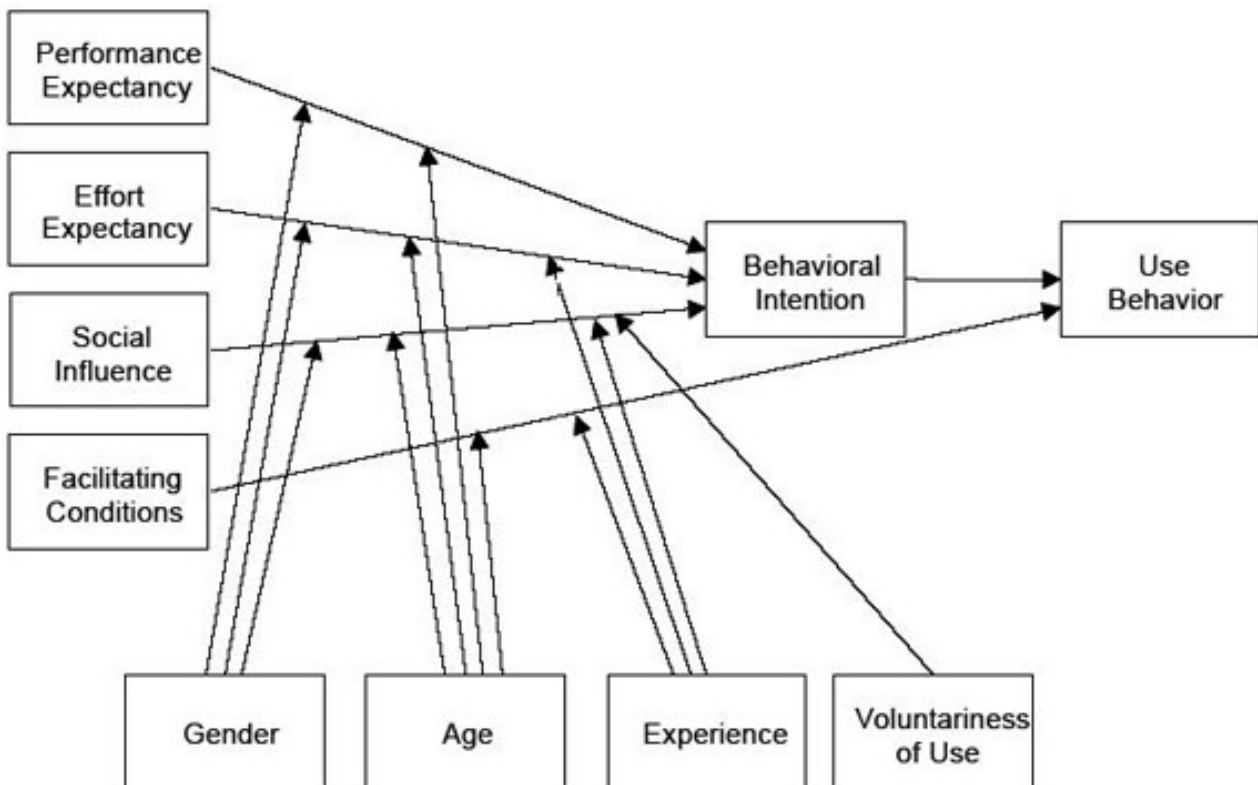 Performance
Expectancy
Effort
Expectancy
Social
Influence
Facilitating
Conditions
Behavioral
Intention
Use
Behavior
Gender
Age
Experience
Voluntariness
of Use